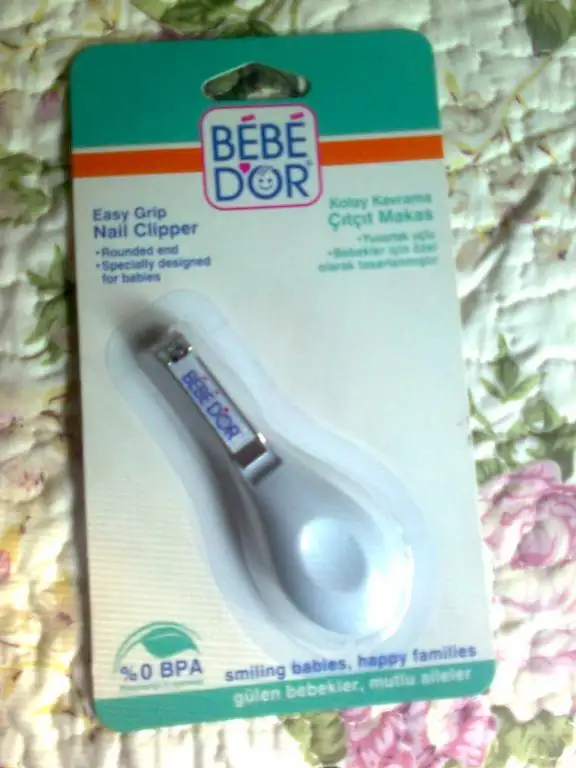 BÉBÉ
D'OR
Easy Grip
Nail Clipper
•Rounded end
•Specially designed
for babies
Kolay Kavrama
Çıtçıt Makas
•Yuvarlak uçlu
•Bebekler için özel
olarak tasarlanmıştır
BÉBÉ D'OR
%0 BPA
smiling babies, happy families
gülen bebekler, mutlu aileler